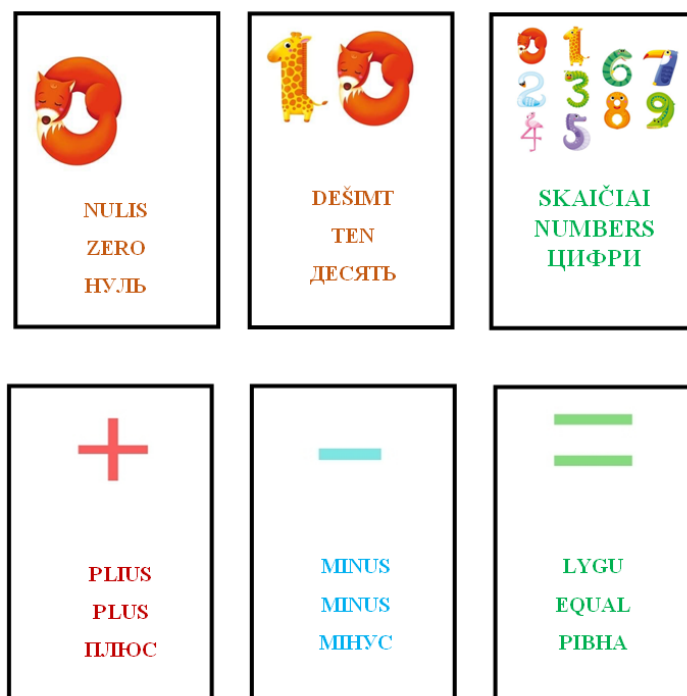 NULIS
ZERO
НУЛЬ
DEŠIMT
TEN
ДЕСЯТЬ
SKAIČIAI
NUMBERS
ЦИФРИ
PLIUS
PLUS
ПЛЮС
MINUS
MINUS
МІНУС
LYGU
EQUAL
РІВНА